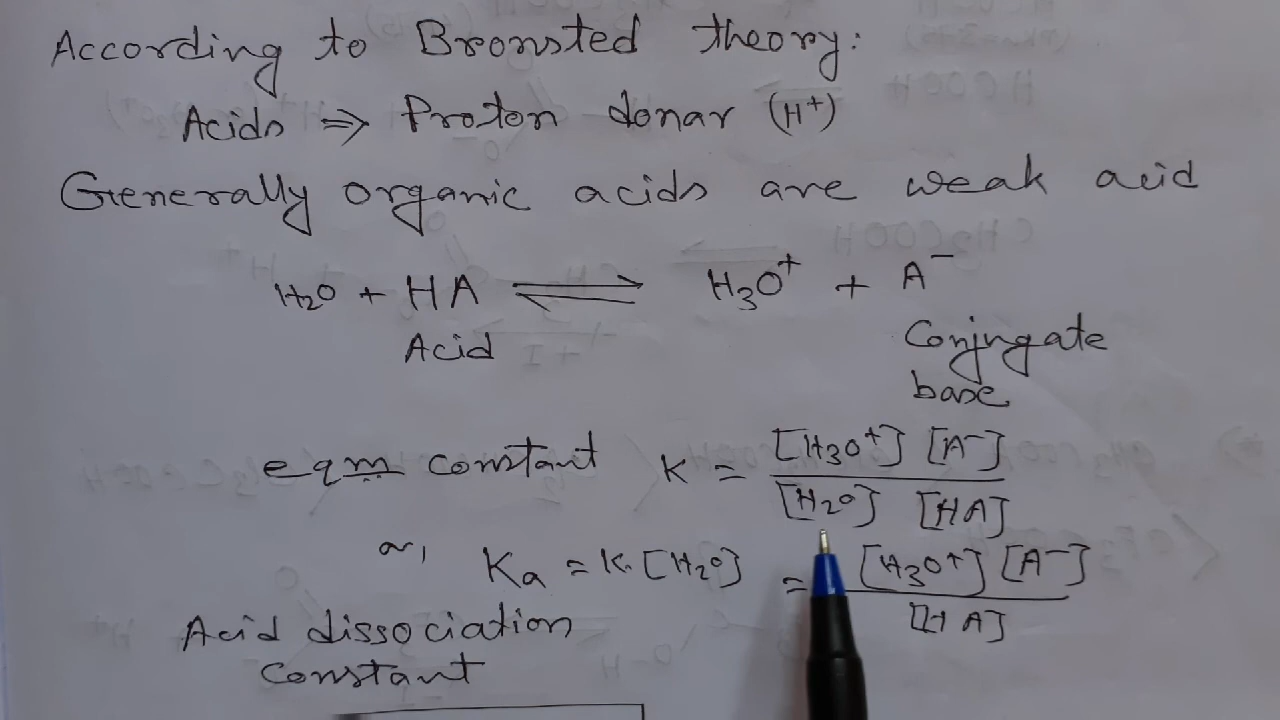 According to Bronsted theory:
Acids ⇒ Proton donar (H⁺)
Generally organic acids are weak acid
H₂O + HA ⇌ H₃O⁺ + A⁻
Acid Conjugate
base
eqm constant K = [H₃O⁺] [A⁻] / [H₂O] [HA]
or, Ka = K. [H₂O] = [H₃O⁺] [A⁻] / [HA]
Acid dissociation
Constant